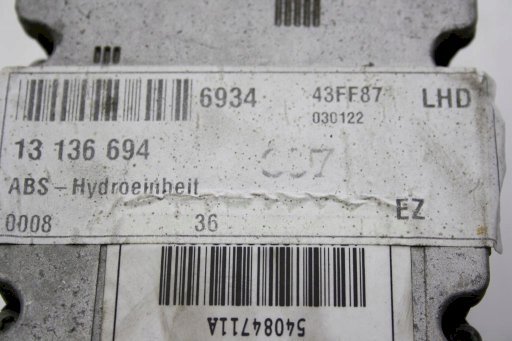 6934 43FF87 LHD
030122
13 136 694
ABS-Hydroeinheit
0008 36 EZ
54084711A